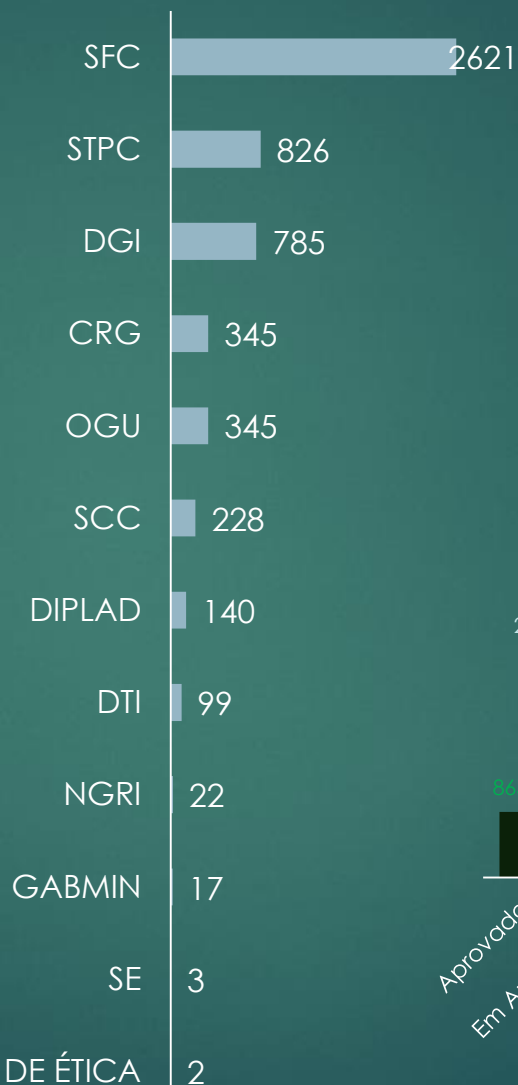 SFC 2621
STPC 826
DGI 785
CRG 345
OGU 345
SCC 228
DIPLAD 140
DTI 99
NGRI 22
GABMIN 17
SE 3
DE ÉTICA 2
86